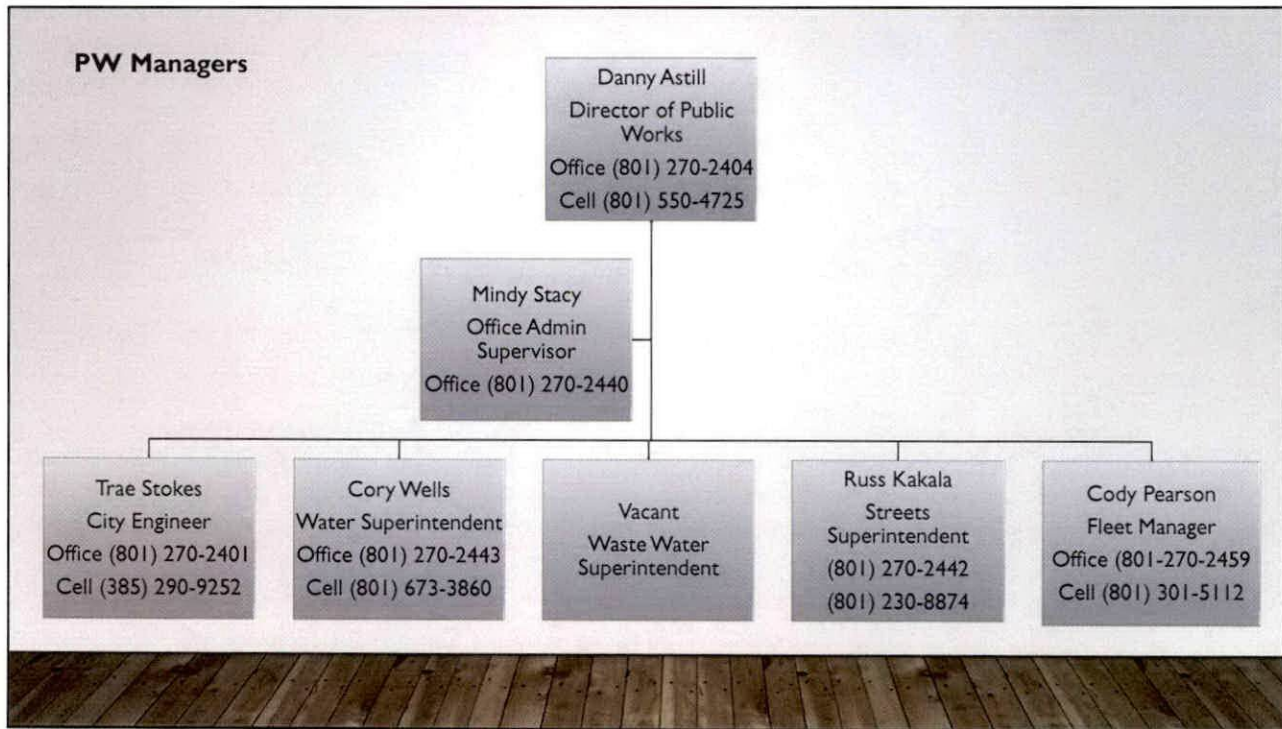 PW Managers
Danny Astill
Director of Public
Works
Office (801) 270-2404
Cell (801) 550-4725
Mindy Stacy
Office Admin
Supervisor
Office (801) 270-2440
Trae Stokes
City Engineer
Office (801) 270-2401
Cell (385) 290-9252
Cory Wells
Water Superintendent
Office (801) 270-2443
Cell (801) 673-3860
Vacant
Waste Water
Superintendent
Russ Kakala
Streets
Superintendent
(801) 270-2442
(801) 230-8874
Cody Pearson
Fleet Manager
Office (801-270-2459
Cell (801) 301-5112